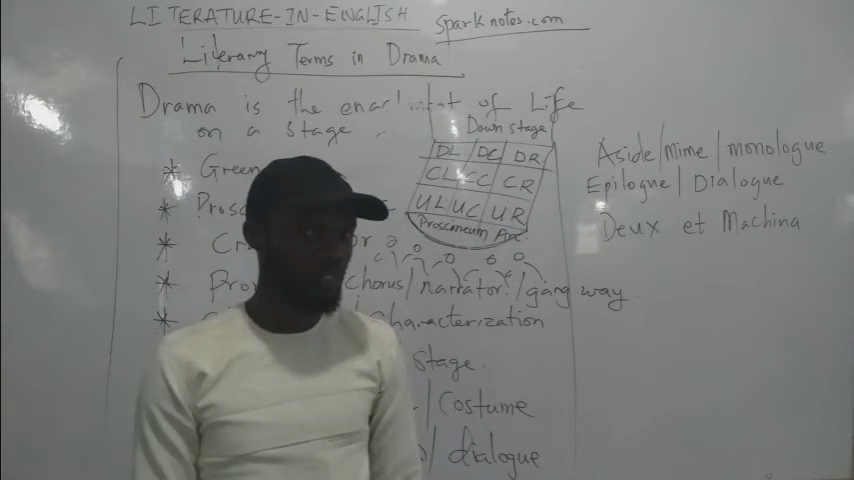 LITERATURE-IN-ENGLISH
sparknotes.com
Literary Terms in Drama
Drama is the of Life
on a stage
Down stage
DL DC DR
CL CC CR
UL UC UR
Prosceneum Arc.
* Green
*
*
* chorus/narrator/gang way.
* characterization
stage.
/Costume
/dialogue
Aside/mime/monologue
Epilogue/Dialogue
Deux et Machina